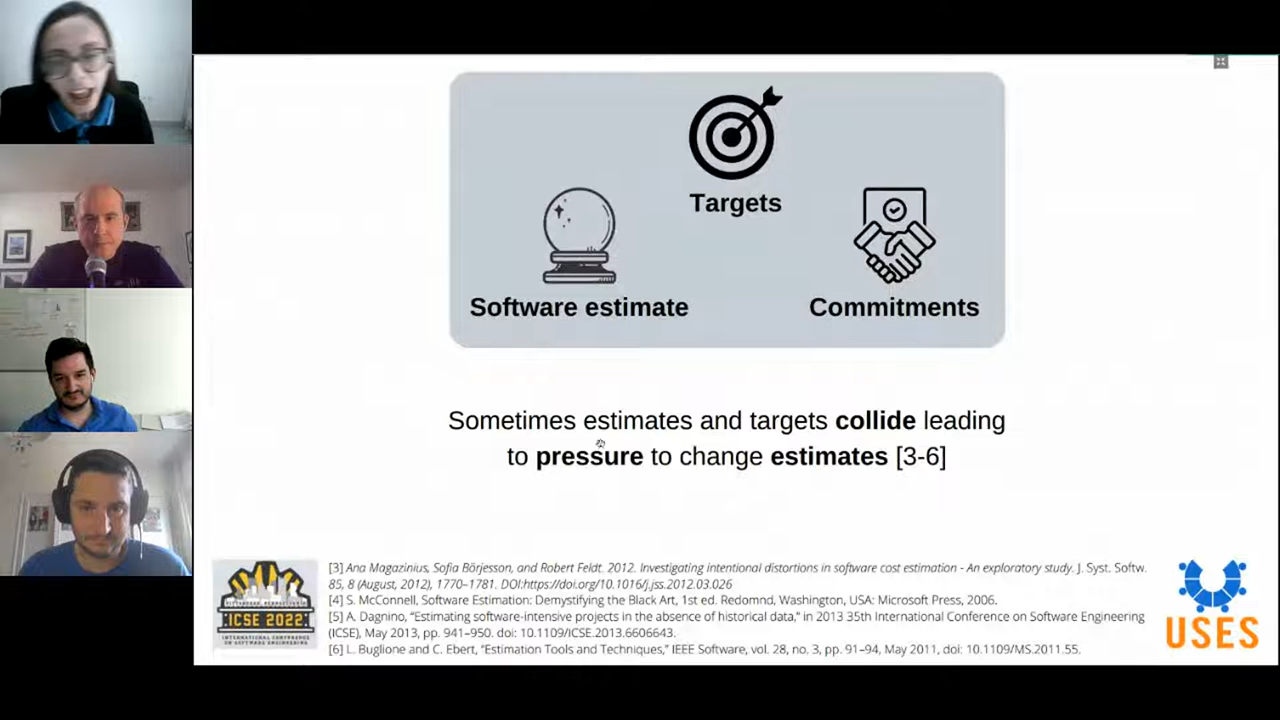 Targets
Software estimate
Commitments
Sometimes estimates and targets collide leading
to pressure to change estimates [3-6]
[3] Ana Magazinius, Sofia Börjesson, and Robert Feldt. 2012. Investigating intentional distortions in software cost estimation - An exploratory study. J. Syst. Softw.
85, 8 (August, 2012), 1770–1781. DOI:https://doi.org/10.1016/j.jss.2012.03.026
[4] S. McConnell, Software Estimation: Demystifying the Black Art, 1st ed. Redomnd, Washington, USA: Microsoft Press, 2006.
[5] A. Dagnino, “Estimating software-intensive projects in the absence of historical data,” in 2013 35th International Conference on Software Engineering
(ICSE), May 2013, pp. 941–950. doi: 10.1109/ICSE.2013.6606643.
[6] L. Buglione and C. Ebert, “Estimation Tools and Techniques,” IEEE Software, vol. 28, no. 3, pp. 91–94, May 2011, doi: 10.1109/MS.2011.55.
PITTSBURGH, PENNSYLVANIA
ICSE 2022
INTERNATIONAL CONFERENCE
ON SOFTWARE ENGINEERING
USES